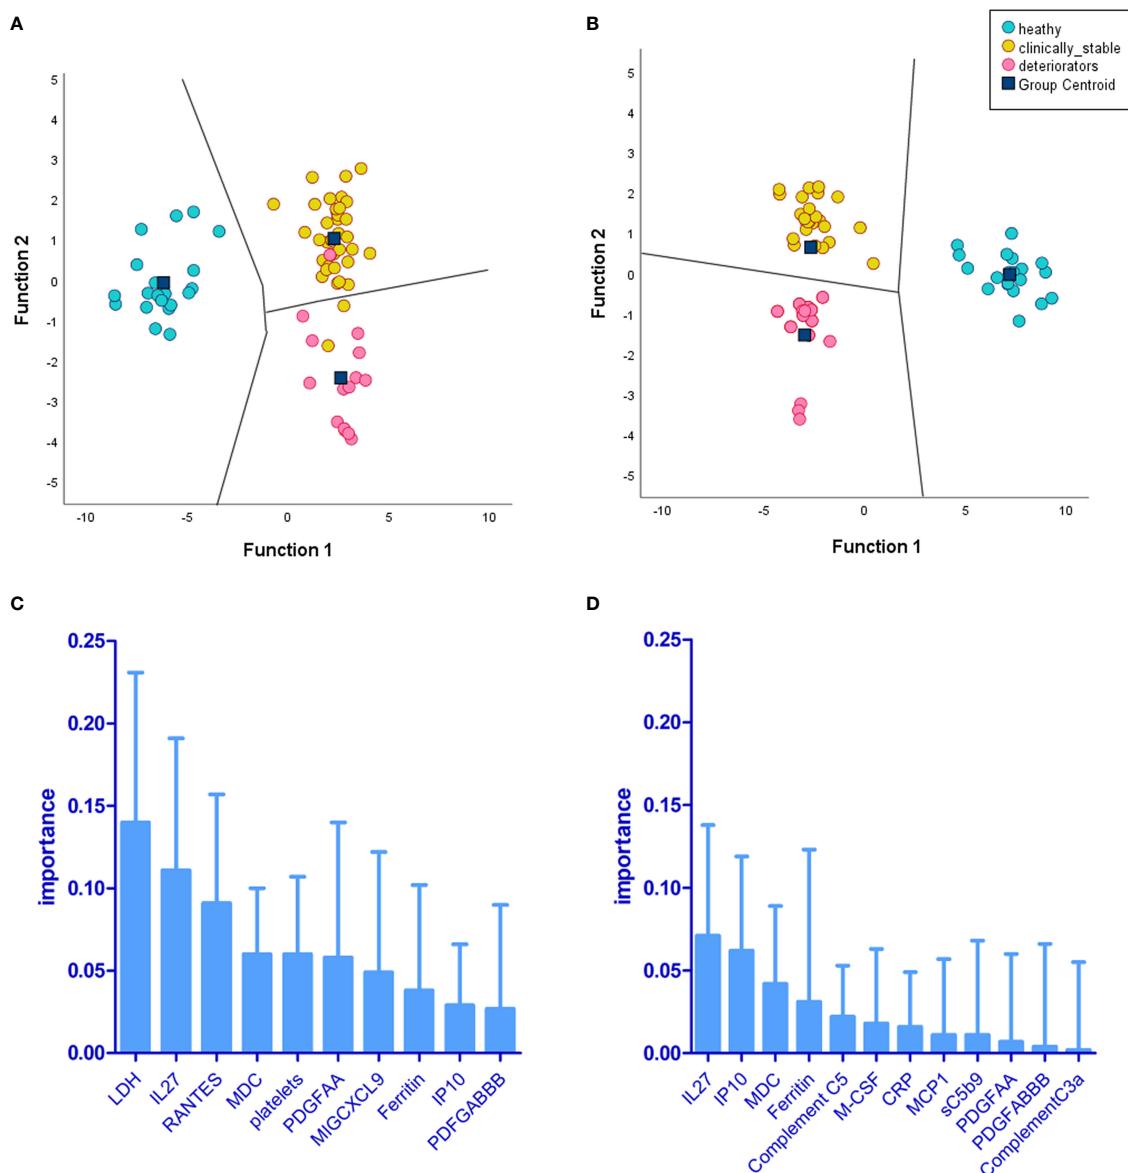 A
B
heathy
clinically_stable
deteriorators
Group Centroid
5
4
3
2
1
0
-1
-2
-3
-4
-5
Function 2
-10
-5
0
5
10
Function 1
5
4
3
2
1
0
-1
-2
-3
-4
-5
Function 2
-10
-5
0
5
10
Function 1
C
D
0.25
0.20
0.15
0.10
0.05
0.00
importance
LDH
IL27
RANTES
MDC
platelets
PDGFAA
MIGCXCL9
Ferritin
IP10
PDFGABBB
0.25
0.20
0.15
0.10
0.05
0.00
importance
IL27
IP10
MDC
Ferritin
Complement C5
M-CSF
CRP
MCP1
sC5b9
PDGFAA
PDGFABBB
ComplementC3a